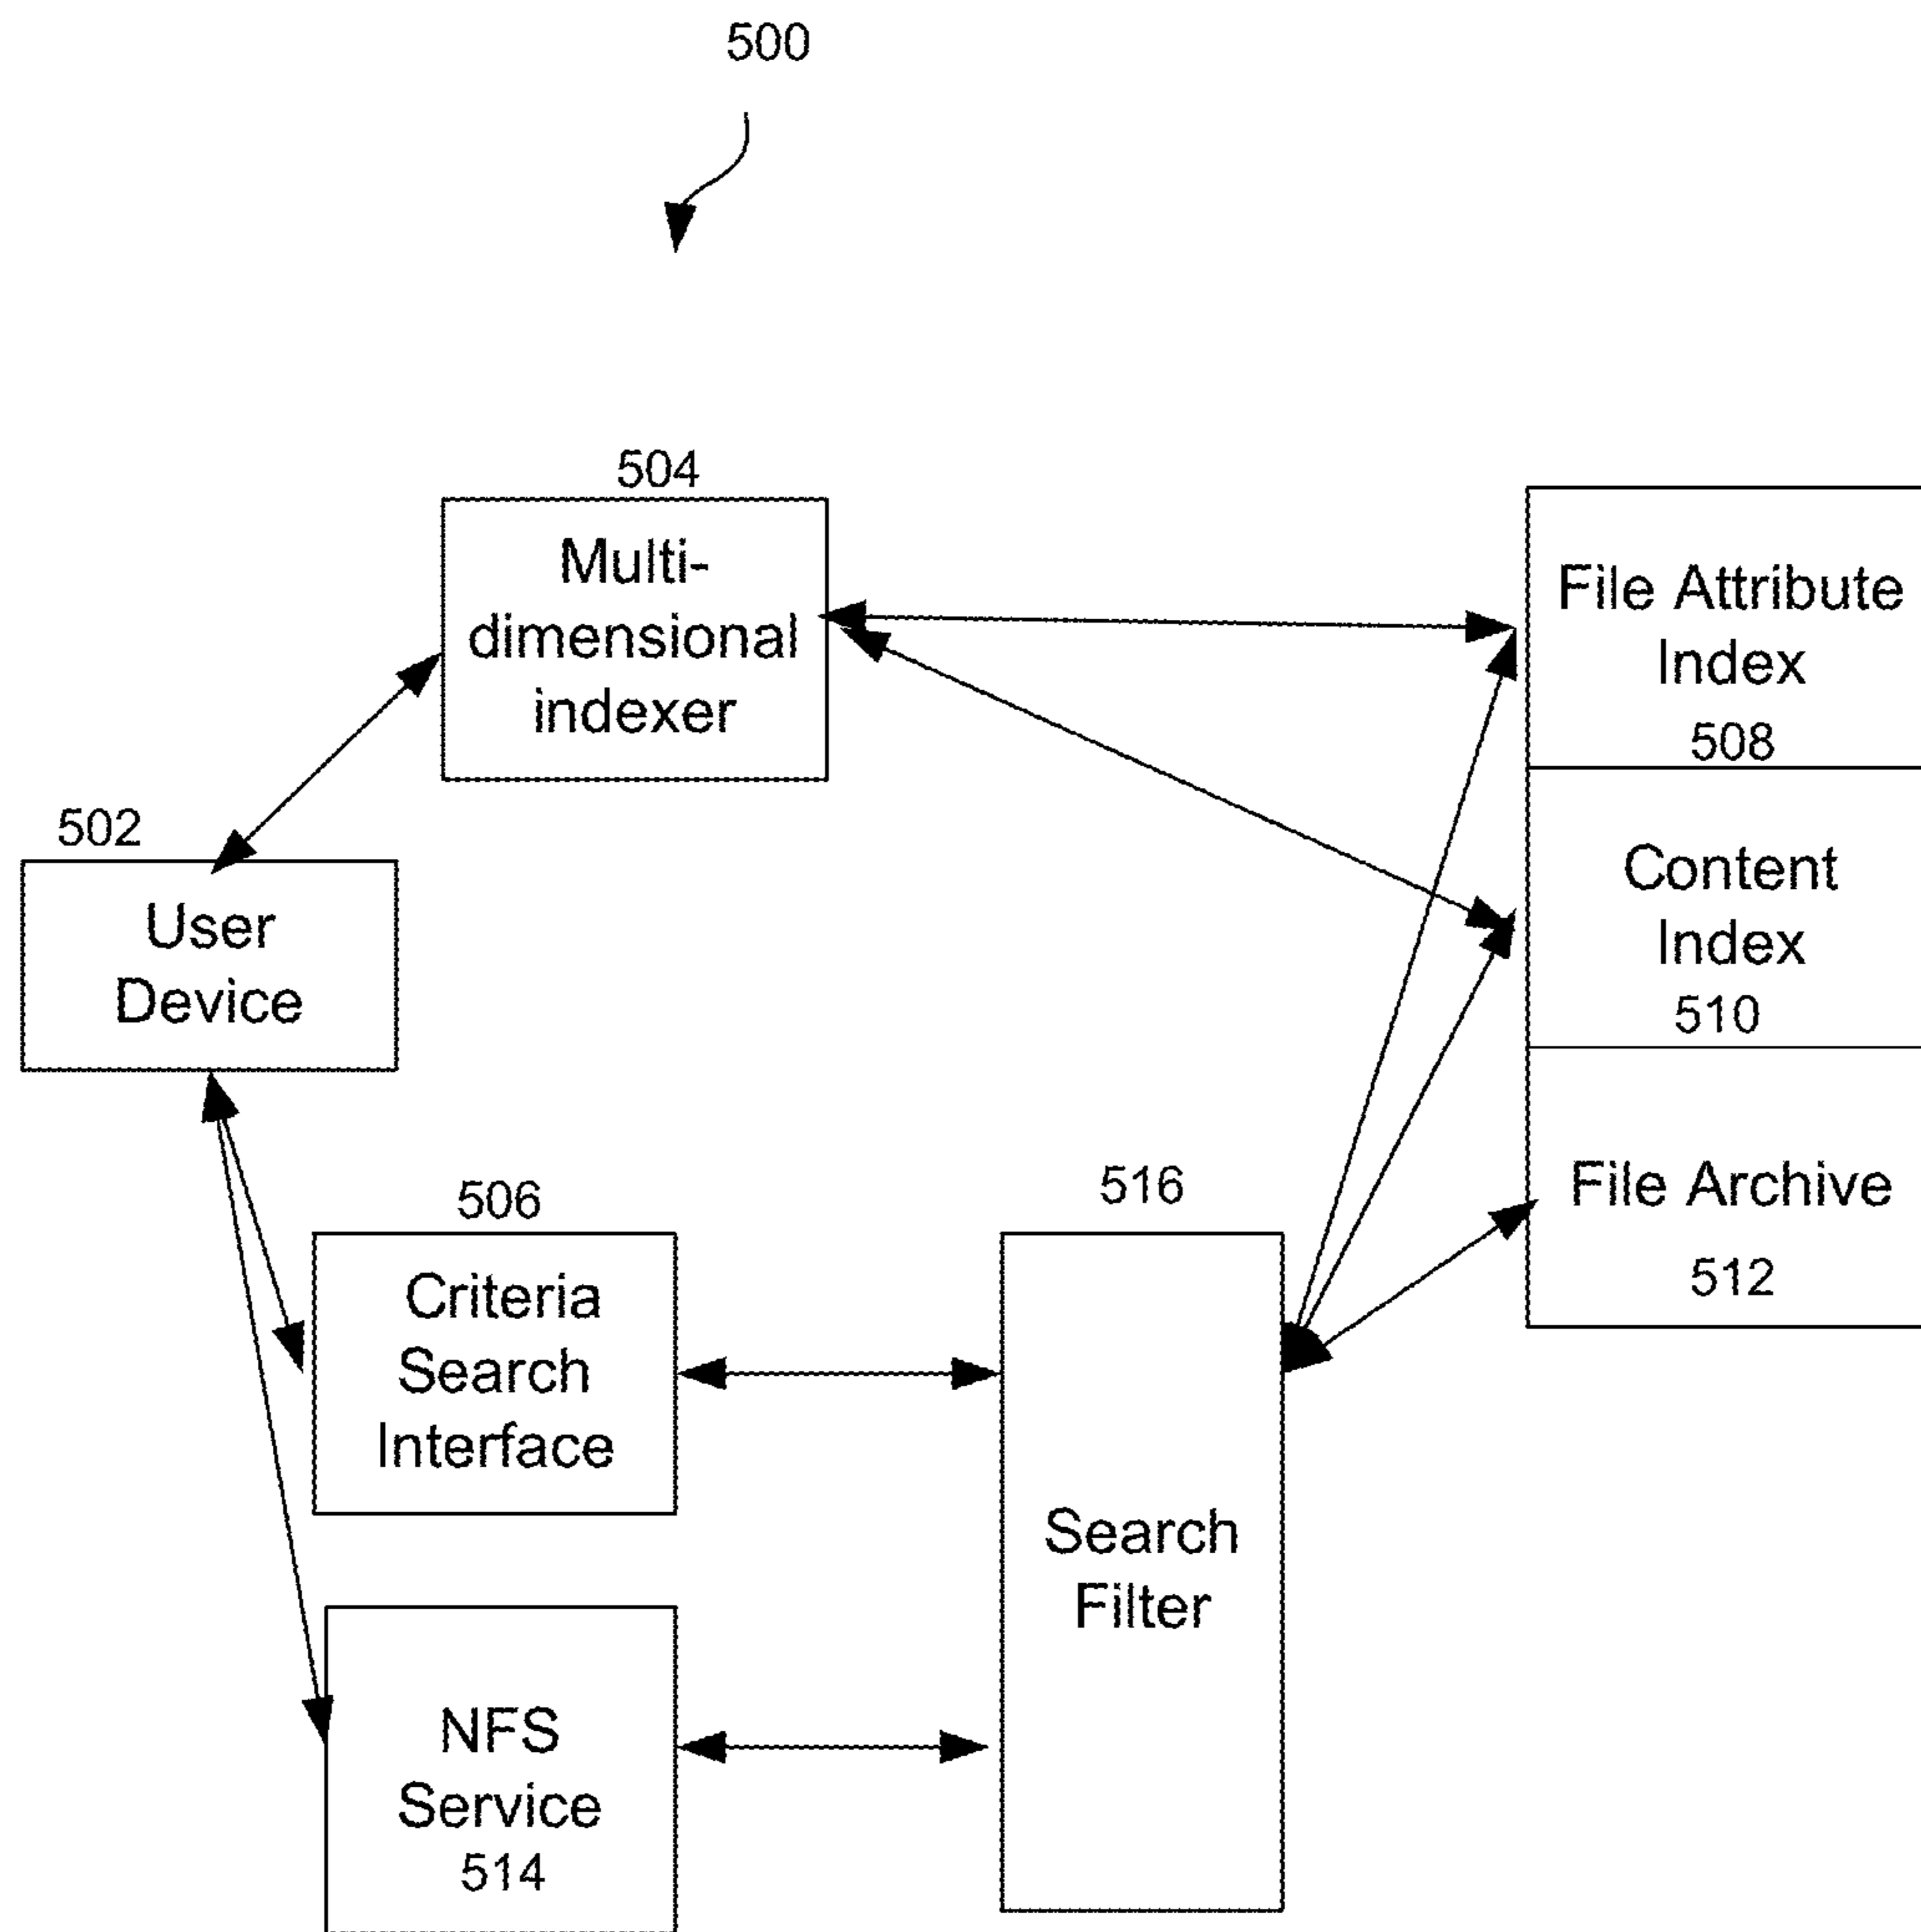 500
504
Multi-
dimensional
indexer
File Attribute
Index
508
502
User
Device
Content
Index
510
506
Criteria
Search
Interface
516
Search
Filter
File Archive
512
NFS
Service
514